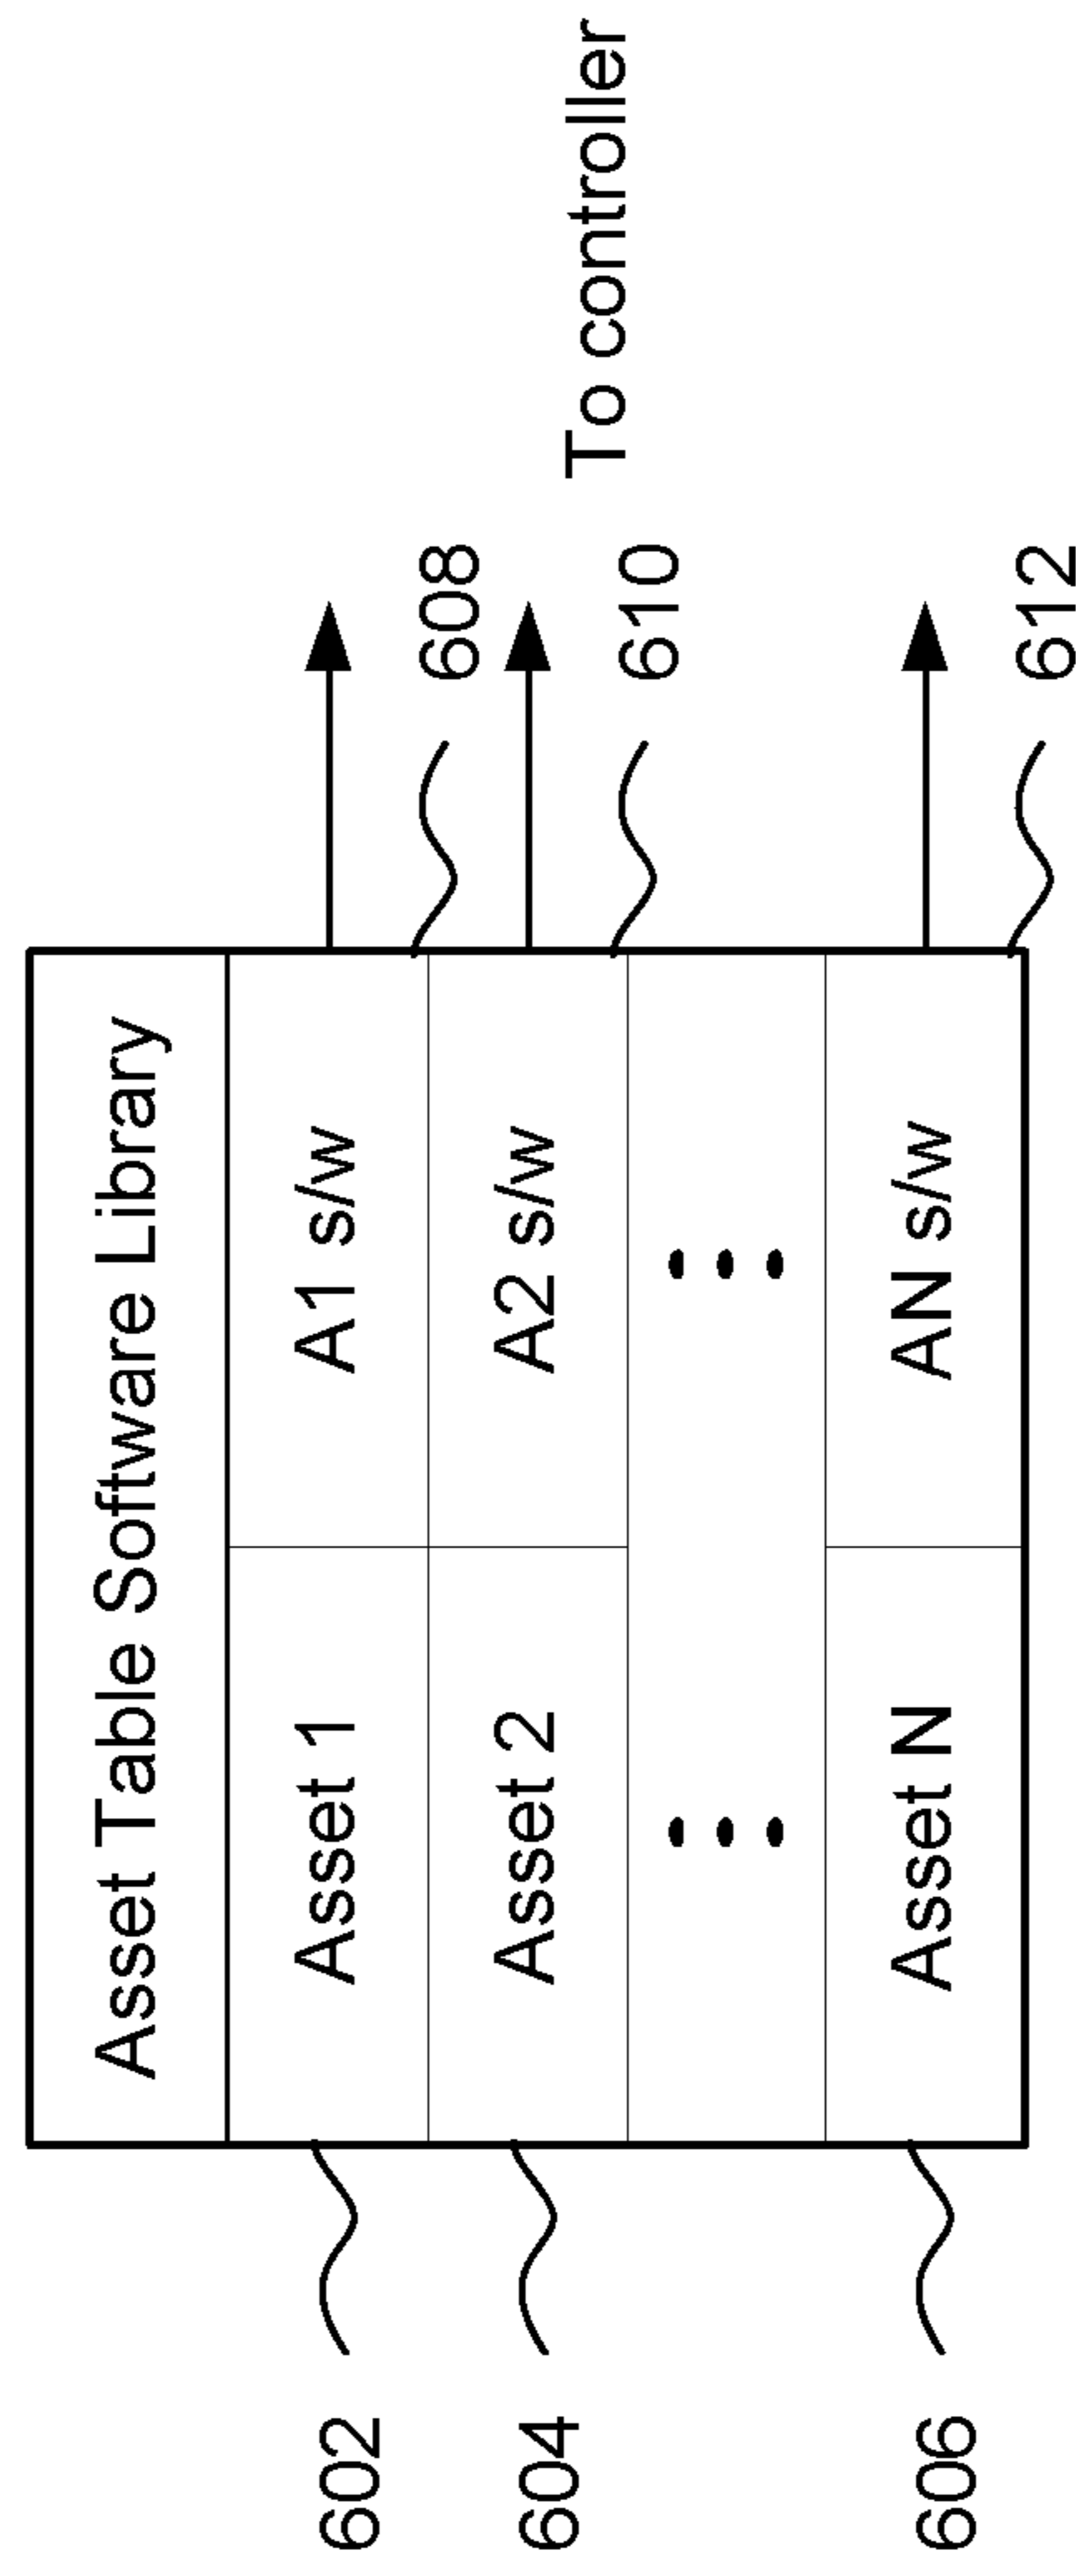 Asset Table Software Library
602 Asset 1 A1 s/w
608
604 Asset 2 A2 s/w
To controller
610
606 Asset N AN s/w
612